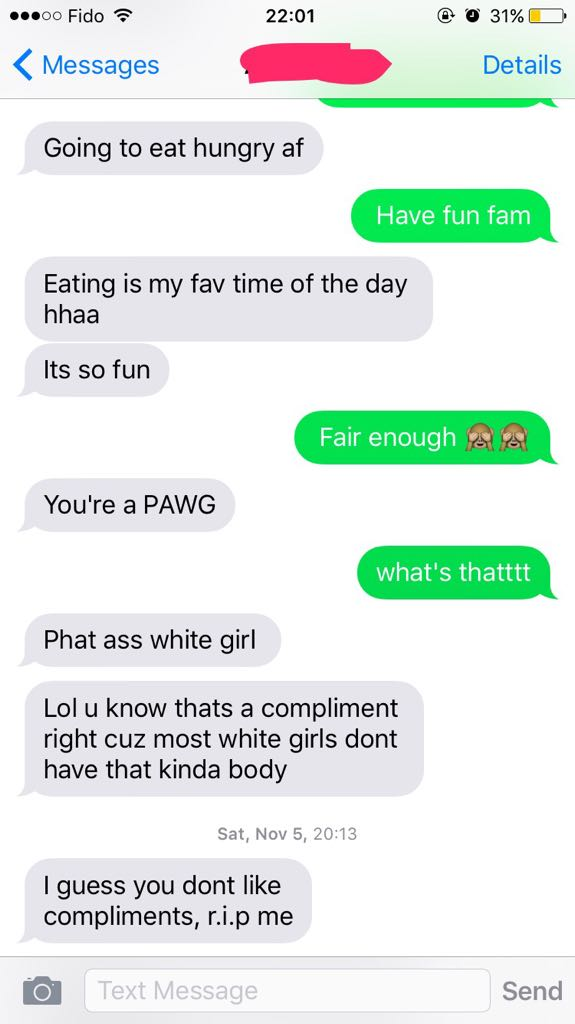 Fido 22:01 31%
Messages Details
Going to eat hungry af
Have fun fam
Eating is my fav time of the day
hhaa
Its so fun
Fair enough 🙈🙈
You're a PAWG
what's thatttt
Phat ass white girl
Lol u know thats a compliment
right cuz most white girls dont
have that kinda body
Sat, Nov 5, 20:13
I guess you dont like
compliments, r.i.p me
Text Message Send